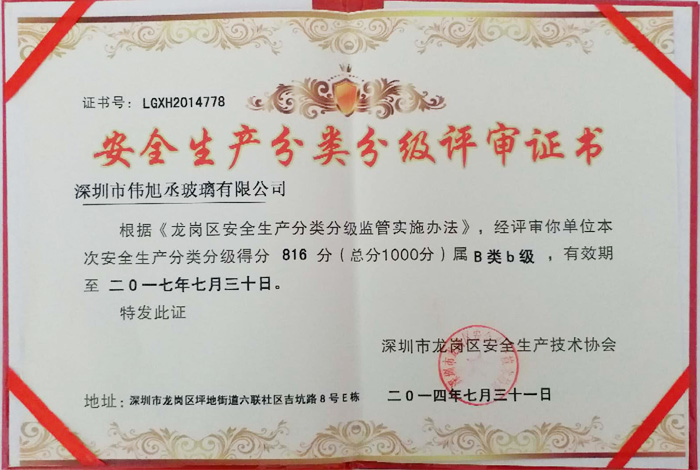 证书号：LGXH2014778
安全生产分类分级评审证书
深圳市伟旭丞玻璃有限公司
根据《龙岗区安全生产分类分级监管实施办法》，经评审你单位本
次安全生产分类分级得分 816 分（总分1000分）属 B类b级，有效期
至 二0一七年七月三十日。
特发此证
深圳市龙岗区安全生产技术协会
地址：深圳市龙岗区坪地街道六联社区吉坑路8号E栋
二0一四年七月三十一日